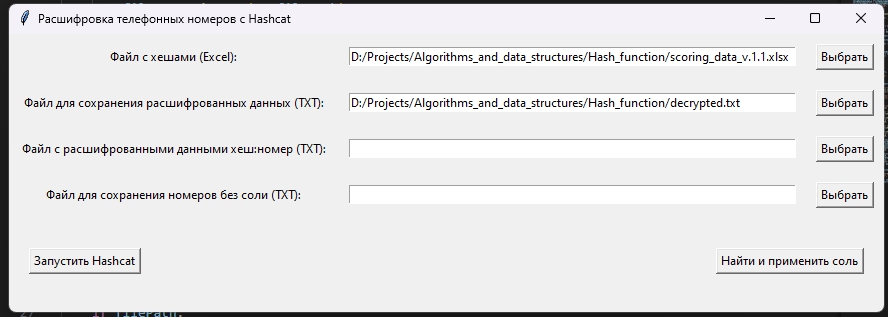 Расшифровка телефонных номеров с Hashcat
Файл с хешами (Excel): D:/Projects/Algorithms_and_data_structures/Hash_function/scoring_data_v.1.1.xlsx Выбрать
Файл для сохранения расшифрованных данных (TXT): D:/Projects/Algorithms_and_data_structures/Hash_function/decrypted.txt Выбрать
Файл с расшифрованными данными хеш:номер (TXT): Выбрать
Файл для сохранения номеров без соли (TXT): Выбрать
Запустить Hashcat Найти и применить соль